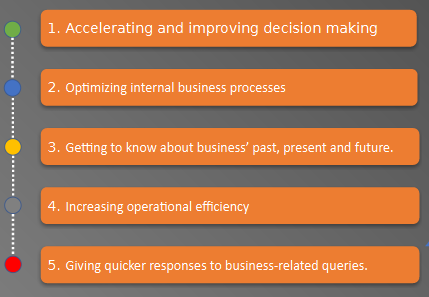 1. Accelerating and improving decision making
2. Optimizing internal business processes
3. Getting to know about business’ past, present and future.
4. Increasing operational efficiency
5. Giving quicker responses to business-related queries.